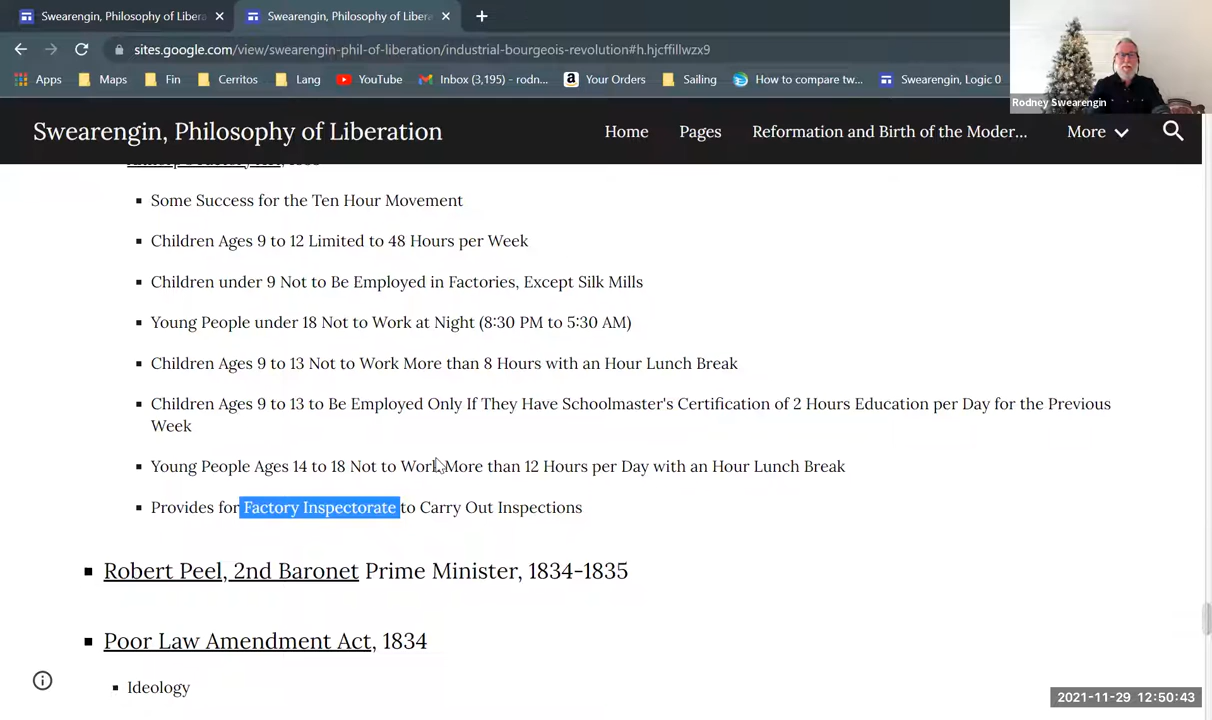 Swearengin, Philosophy of Libera
Swearengin, Philosophy of Libera
sites.google.com/view/swearengin-phil-of-liberation/industrial-bourgeois-revolution#h.hjcffillwzx9
Apps Maps Fin Cerritos Lang YouTube Inbox (3,195) - rodn... Your Orders Sailing How to compare tw... Swearengin, Logic 0
Rodney Swearengin
Swearengin, Philosophy of Liberation
Home Pages Reformation and Birth of the Moder... More
Some Success for the Ten Hour Movement
Children Ages 9 to 12 Limited to 48 Hours per Week
Children under 9 Not to Be Employed in Factories, Except Silk Mills
Young People under 18 Not to Work at Night (8:30 PM to 5:30 AM)
Children Ages 9 to 13 Not to Work More than 8 Hours with an Hour Lunch Break
Children Ages 9 to 13 to Be Employed Only If They Have Schoolmaster's Certification of 2 Hours Education per Day for the Previous
Week
Young People Ages 14 to 18 Not to Work More than 12 Hours per Day with an Hour Lunch Break
Provides for Factory Inspectorate to Carry Out Inspections
Robert Peel, 2nd Baronet Prime Minister, 1834-1835
Poor Law Amendment Act, 1834
Ideology
2021-11-29 12:50:43